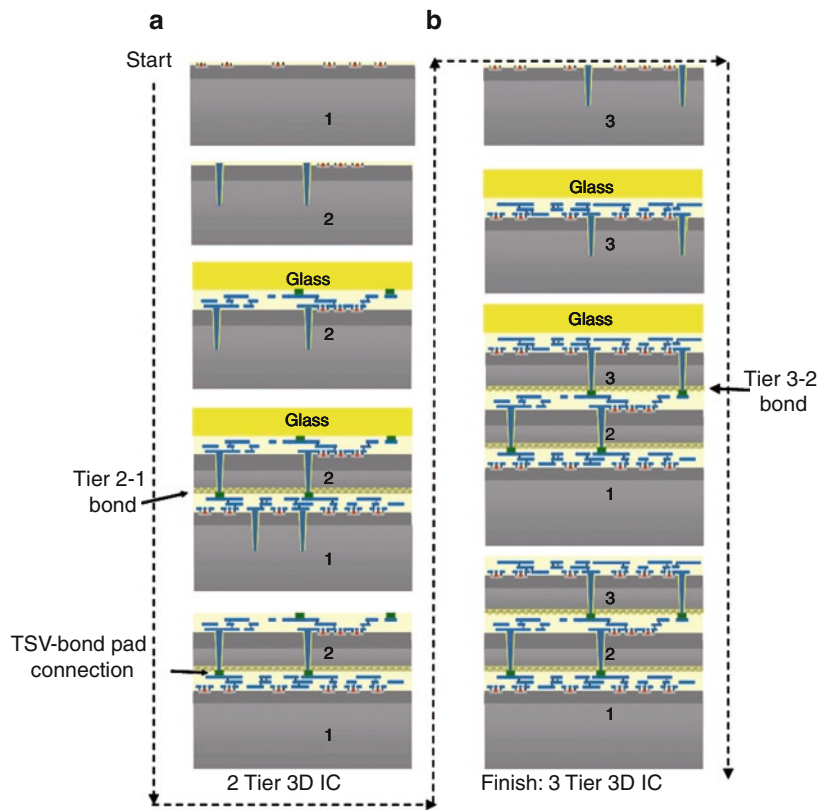 a
Start
1
2
Glass
2
Glass
2
Tier 2-1
bond
1
TSV-bond pad
connection
2
1
2 Tier 3D IC
b
3
Glass
3
Glass
3
Tier 3-2
bond
2
1
3
2
1
Finish: 3 Tier 3D IC